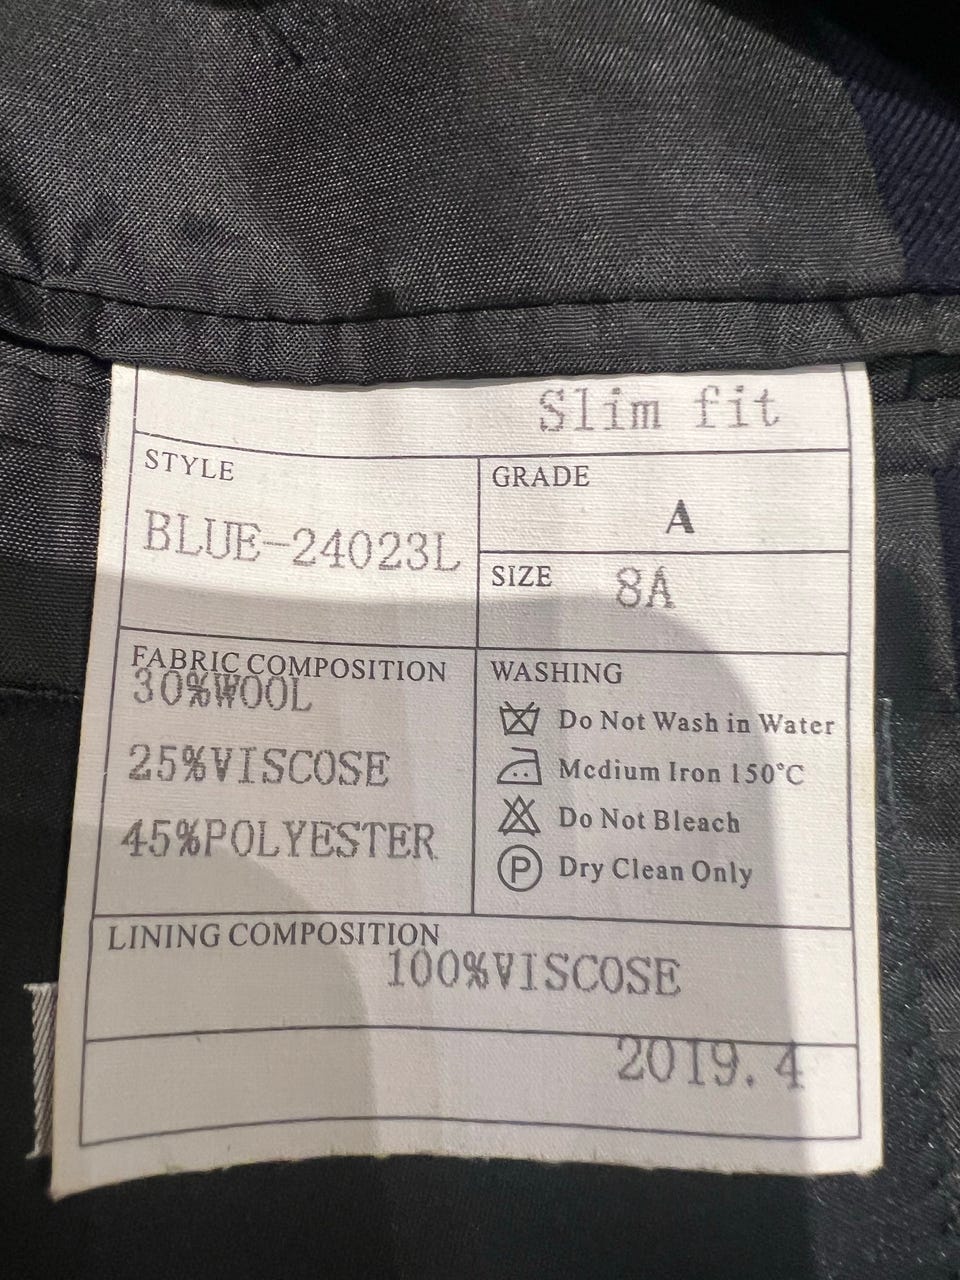 Slim fit
STYLE
BLUE-24023L
GRADE
A
SIZE 8A
FABRIC COMPOSITION
30%WOOL
25%VISCOSE
45%POLYESTER
WASHING
Do Not Wash in Water
Medium Iron 150°C
Do Not Bleach
P Dry Clean Only
LINING COMPOSITION
100%VISCOSE
2019.4